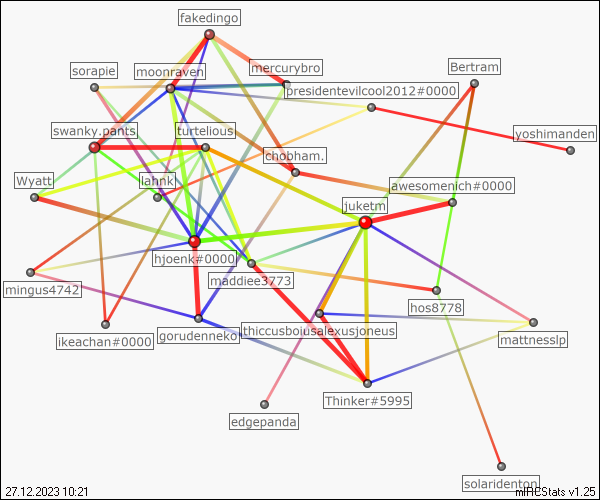 fakedingo
sorapie
moonraven
mercurybro
Bertram
presidentevilcool2012#0000
swanky.pants
turtelious
yoshimanden
chobham.
Wyatt
lahnk
awesomenich#0000
juketm
hjoenk#0000
maddiee3773
mingus4742
hos8778
ikeachan#0000
gorudenneko
thiccusboiusalexusjoneus
mattnesslp
Thinker#5995
edgepanda
solaridenton
27.12.2023 10:21
mIRCStats v1.25